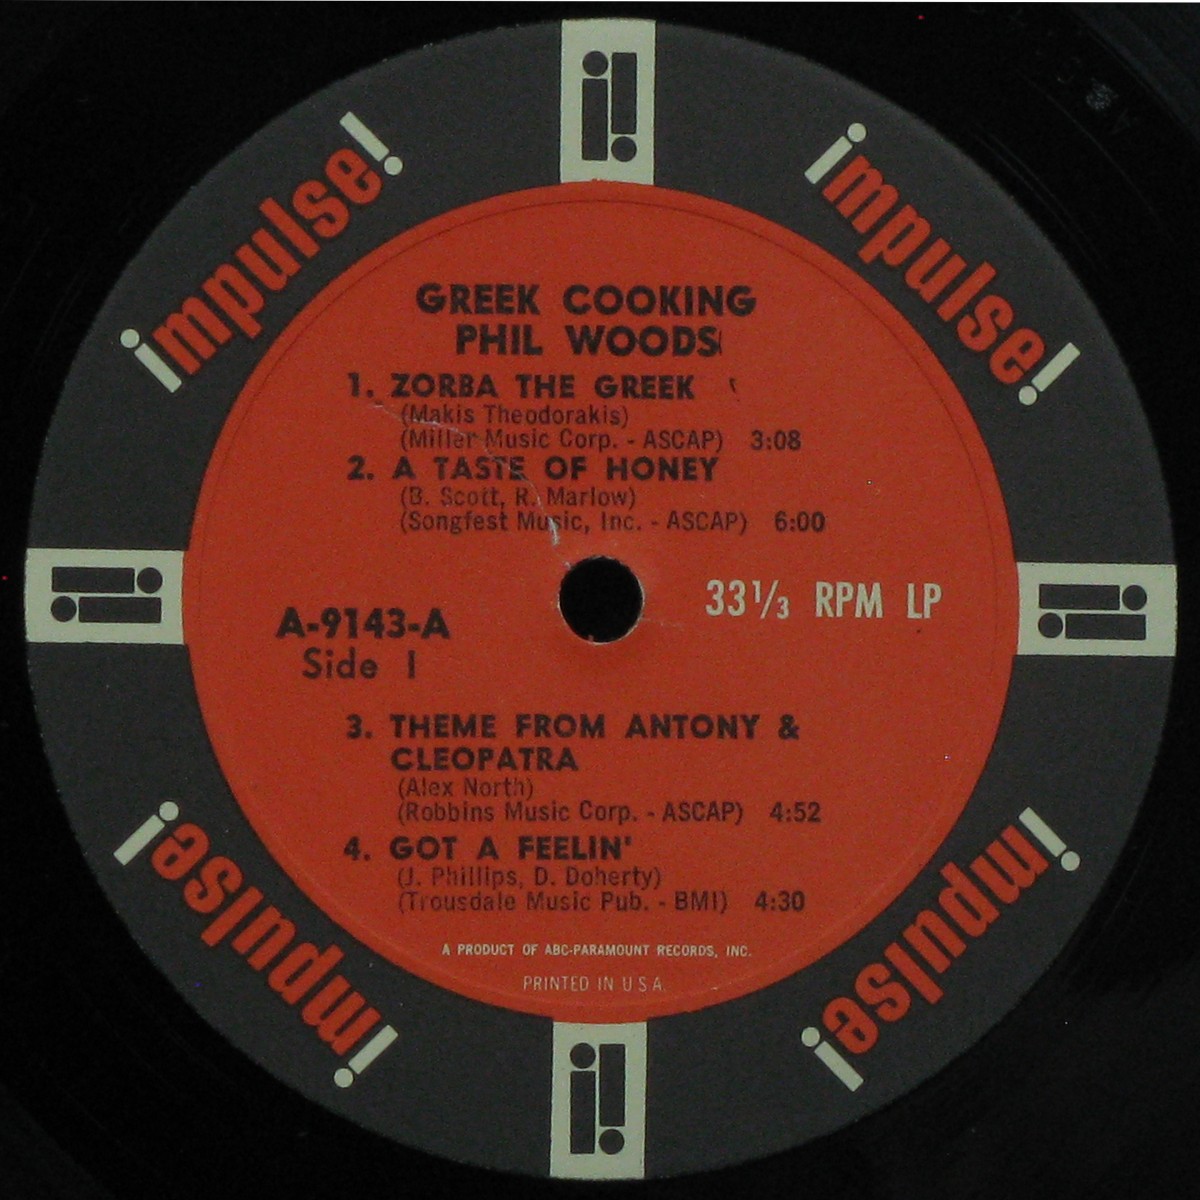 impulse!
impulse!
GREEK COOKING
PHIL WOODS
1. ZORBA THE GREEK
(Makis Theodorakis)
(Miller Music Corp. - ASCAP) 3:08
2. A TASTE OF HONEY
(B. Scott, R. Marlow)
(Songfest Music, Inc. - ASCAP) 6:00
33 1/3 RPM LP
A-9143-A
Side 1
3. THEME FROM ANTONY &
CLEOPATRA
(Alex North)
(Robbins Music Corp. - ASCAP) 4:52
4. GOT A FEELIN'
(J. Phillips, D. Doherty)
(Trousdale Music Pub. - BMI) 4:30
A PRODUCT OF ABC-PARAMOUNT RECORDS, INC.
PRINTED IN U.S.A.
impulse!
impulse!